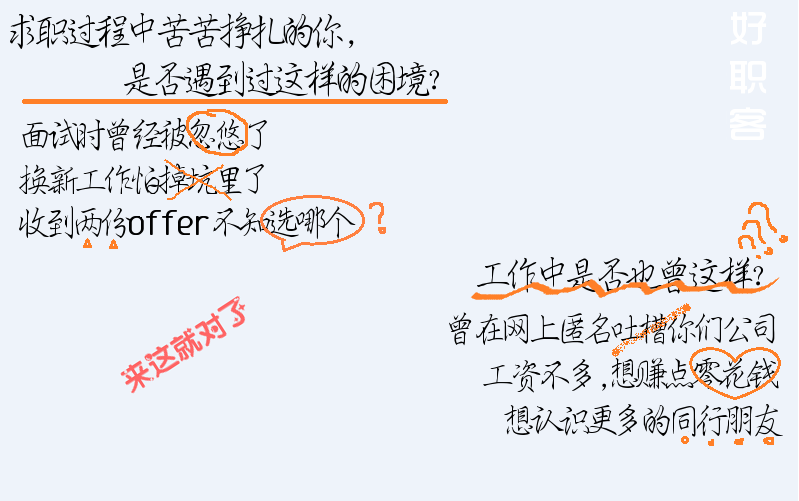 求职过程中苦苦挣扎的你，
是否遇到过这样的困境？
面试时曾经被忽悠了
换新工作怕掉坑里了
收到两份offer不知选哪个？
好职客
工作中是否也曾这样？
曾在网上匿名吐槽你们公司
工资不多，想赚点零花钱
想认识更多的同行朋友
来这就对了